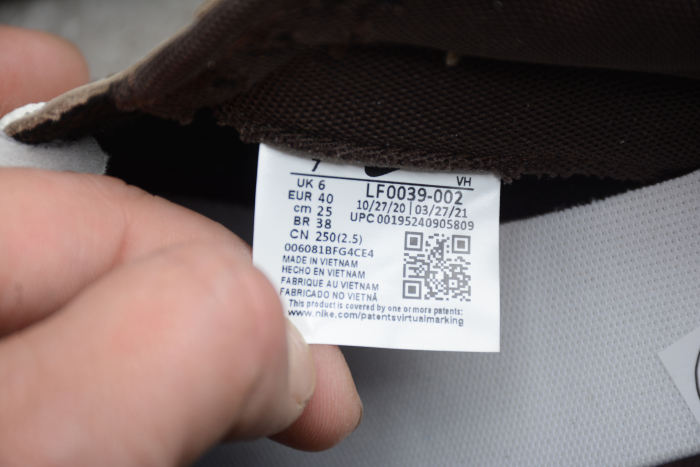 7
VH
UK 6
LF0039-002
EUR 40
10/27/20 | 03/27/21
cm 25
UPC 00195240905809
BR 38
CN 250(2.5)
006081BFG4CE4
MADE IN VIETNAM
HECHO EN VIETNAM
FABRIQUE AU VIETNAM
FABRICADO NO VIETNÃ
This product is covered by one or more patents:
www.nike.com/patentsvirtualmarking